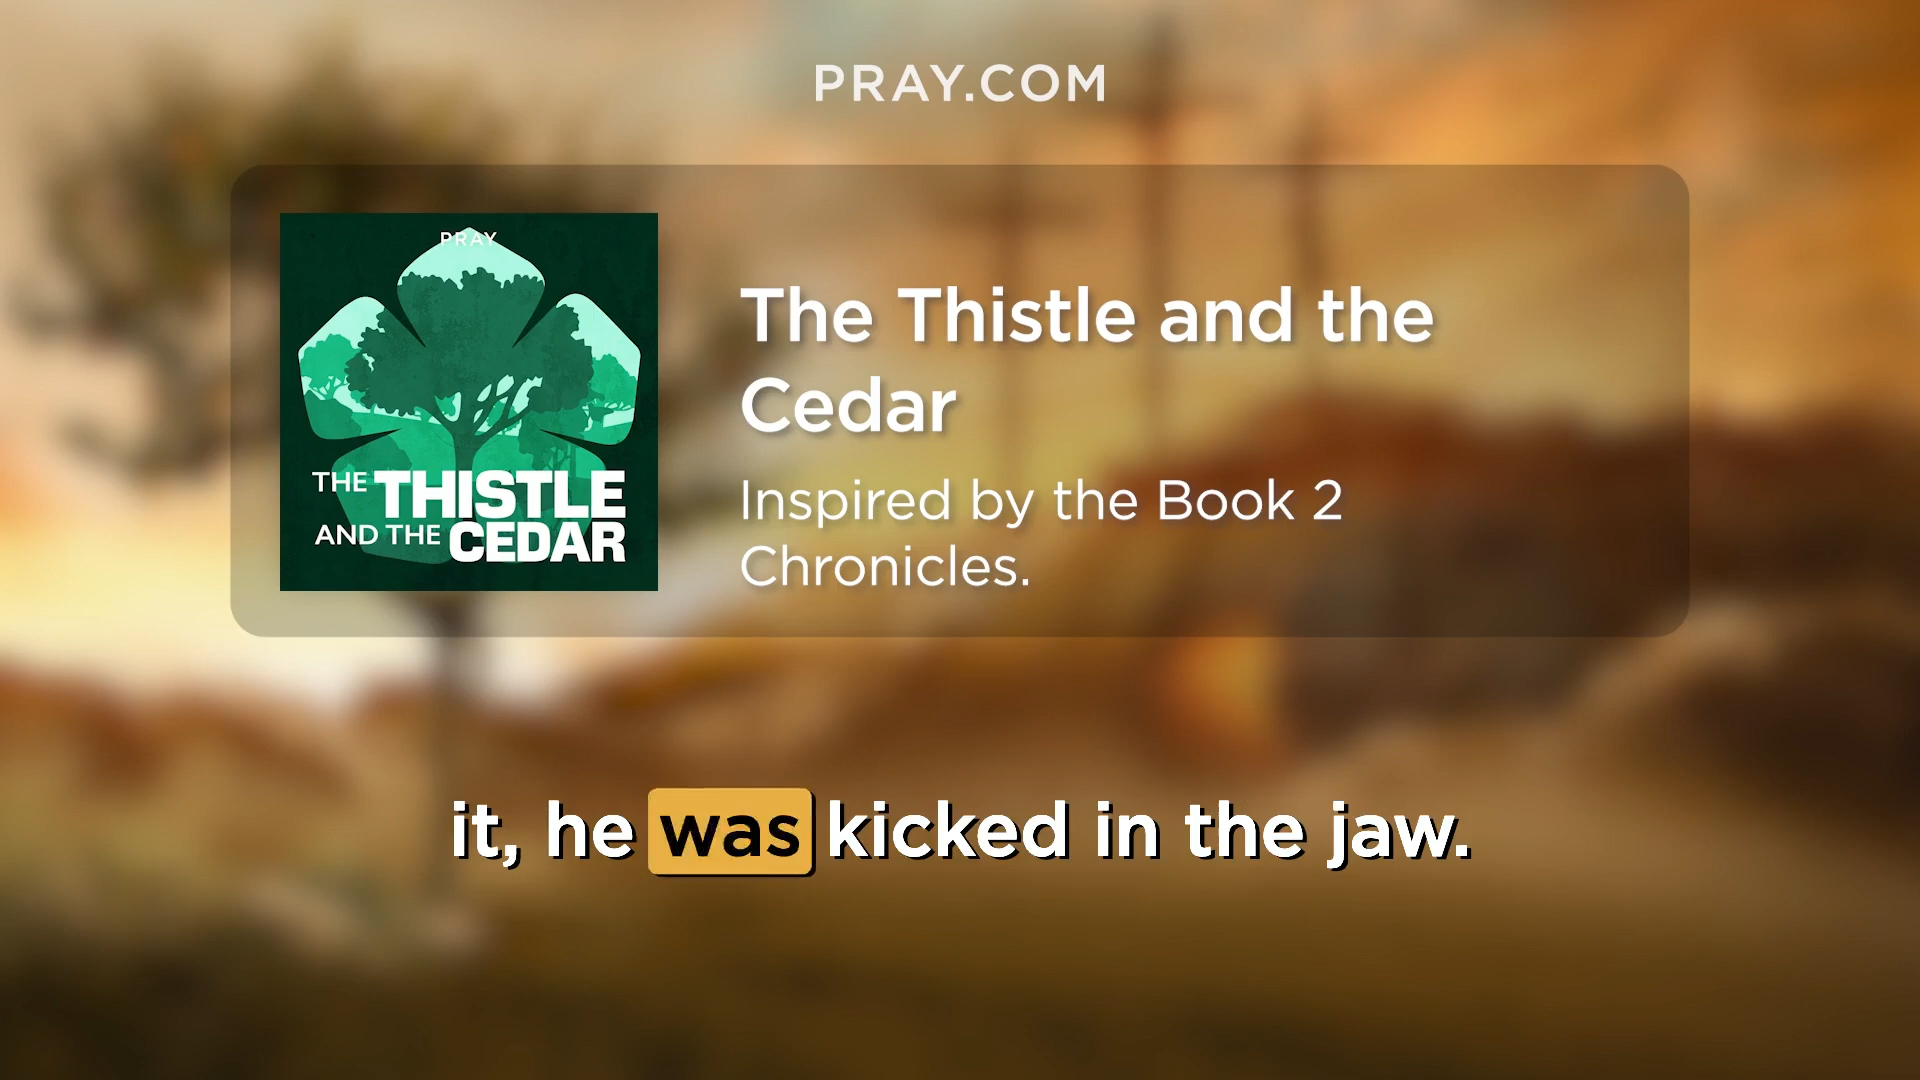 PRAY.COM
PRAY
THE THISTLE
AND THE CEDAR
The Thistle and the
Cedar
Inspired by the Book 2
Chronicles.
it, he was kicked in the jaw.